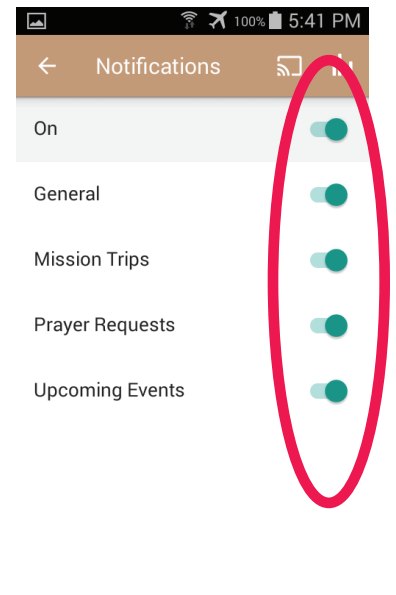 100% 5:41 PM
Notifications
On
General
Mission Trips
Prayer Requests
Upcoming Events